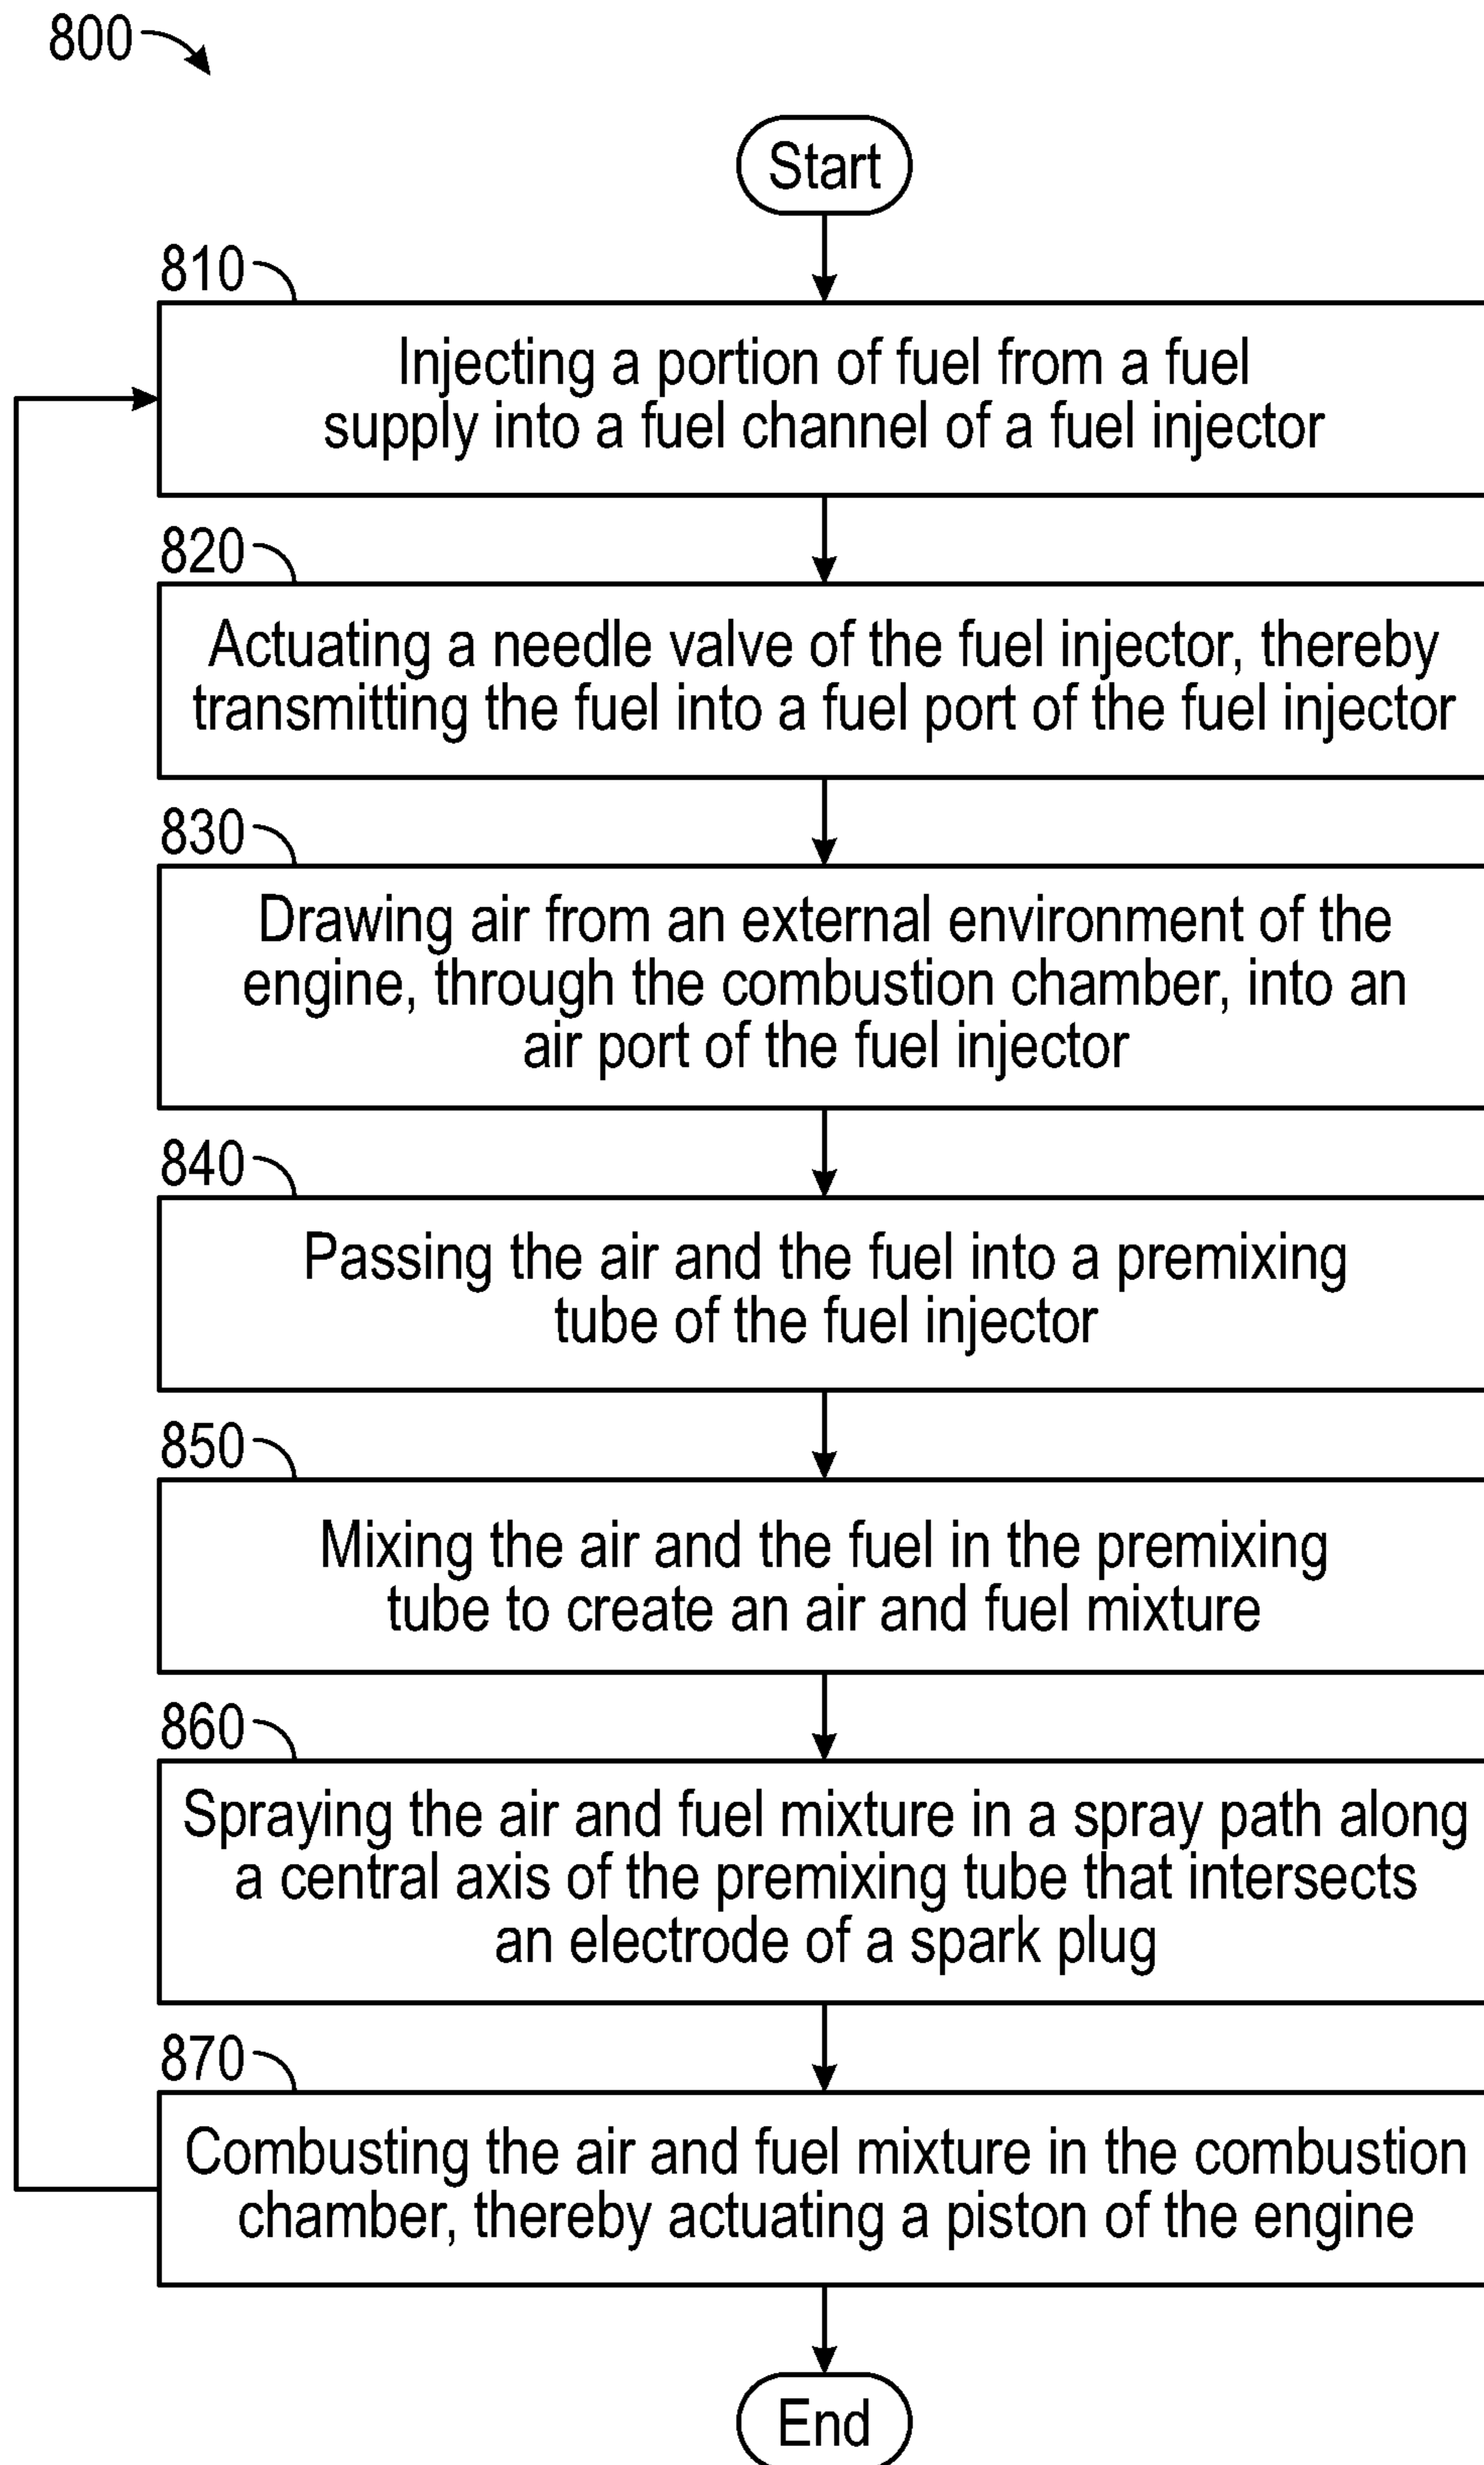 800
Start
810
Injecting a portion of fuel from a fuel
supply into a fuel channel of a fuel injector
820
Actuating a needle valve of the fuel injector, thereby
transmitting the fuel into a fuel port of the fuel injector
830
Drawing air from an external environment of the
engine, through the combustion chamber, into an
air port of the fuel injector
840
Passing the air and the fuel into a premixing
tube of the fuel injector
850
Mixing the air and the fuel in the premixing
tube to create an air and fuel mixture
860
Spraying the air and fuel mixture in a spray path along
a central axis of the premixing tube that intersects
an electrode of a spark plug
870
Combusting the air and fuel mixture in the combustion
chamber, thereby actuating a piston of the engine
End